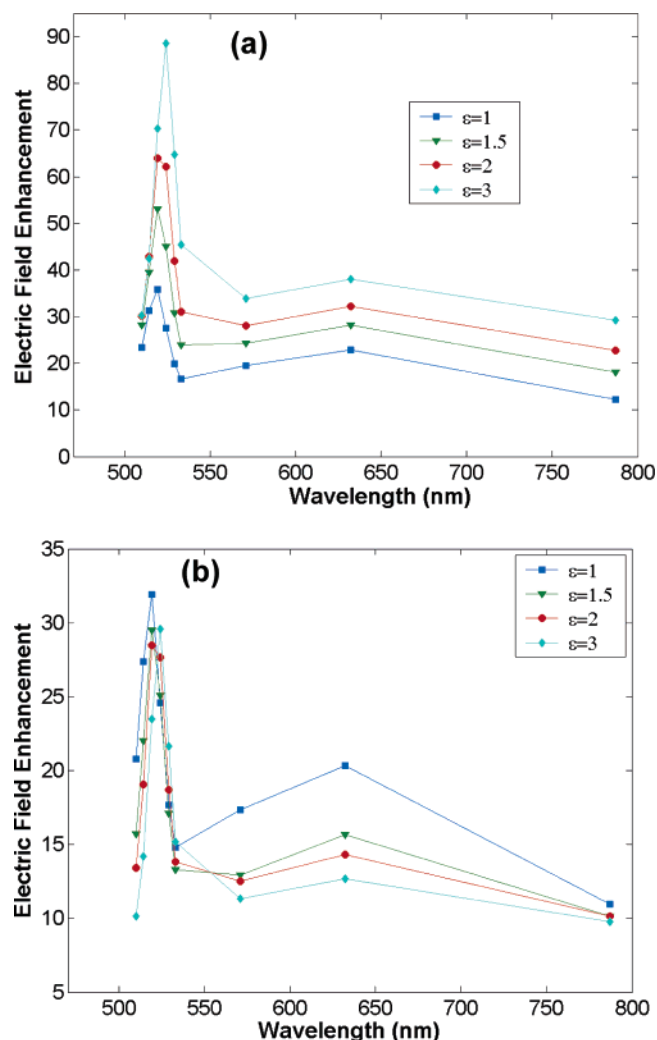 (a)
90
80
70
60
50
40
30
20
10
0
Electric Field Enhancement
ε=1
ε=1.5
ε=2
ε=3
500 550 600 650 700 750 800
Wavelength (nm)
(b)
35
30
25
20
15
10
5
Electric Field Enhancement
ε=1
ε=1.5
ε=2
ε=3
500 550 600 650 700 750 800
Wavelength (nm)